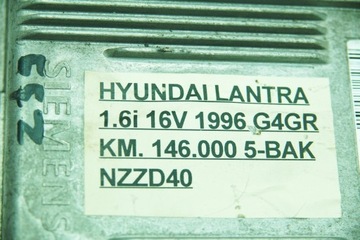 HYUNDAI LANTRA
1.6i 16V 1996 G4GR
KM. 146.000 5-BAK
NZZD40
SIEMENS